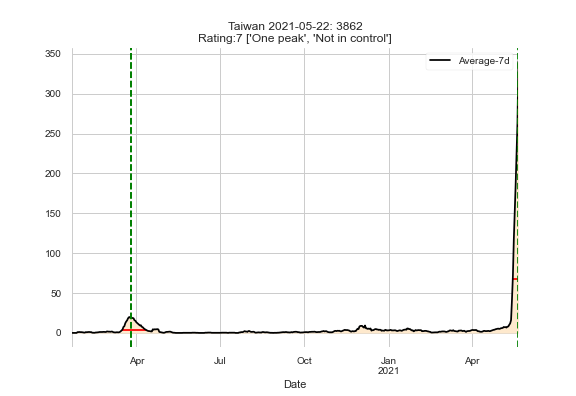 Taiwan 2021-05-22: 3862
Rating:7 ['One peak', 'Not in control']
Average-7d
350
300
250
200
150
100
50
0
Apr
Jul
Oct
Jan
2021
Apr
Date